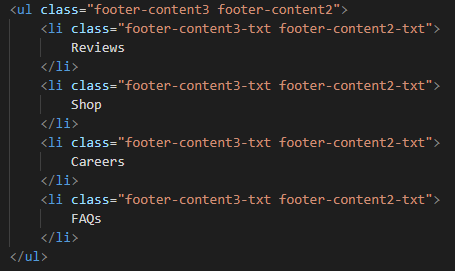 <ul class="footer-content3 footer-content2">
    <li class="footer-content3-txt footer-content2-txt">
        Reviews
    </li>
    <li class="footer-content3-txt footer-content2-txt">
        Shop
    </li>
    <li class="footer-content3-txt footer-content2-txt">
        Careers
    </li>
    <li class="footer-content3-txt footer-content2-txt">
        FAQs
    </li>
</ul>